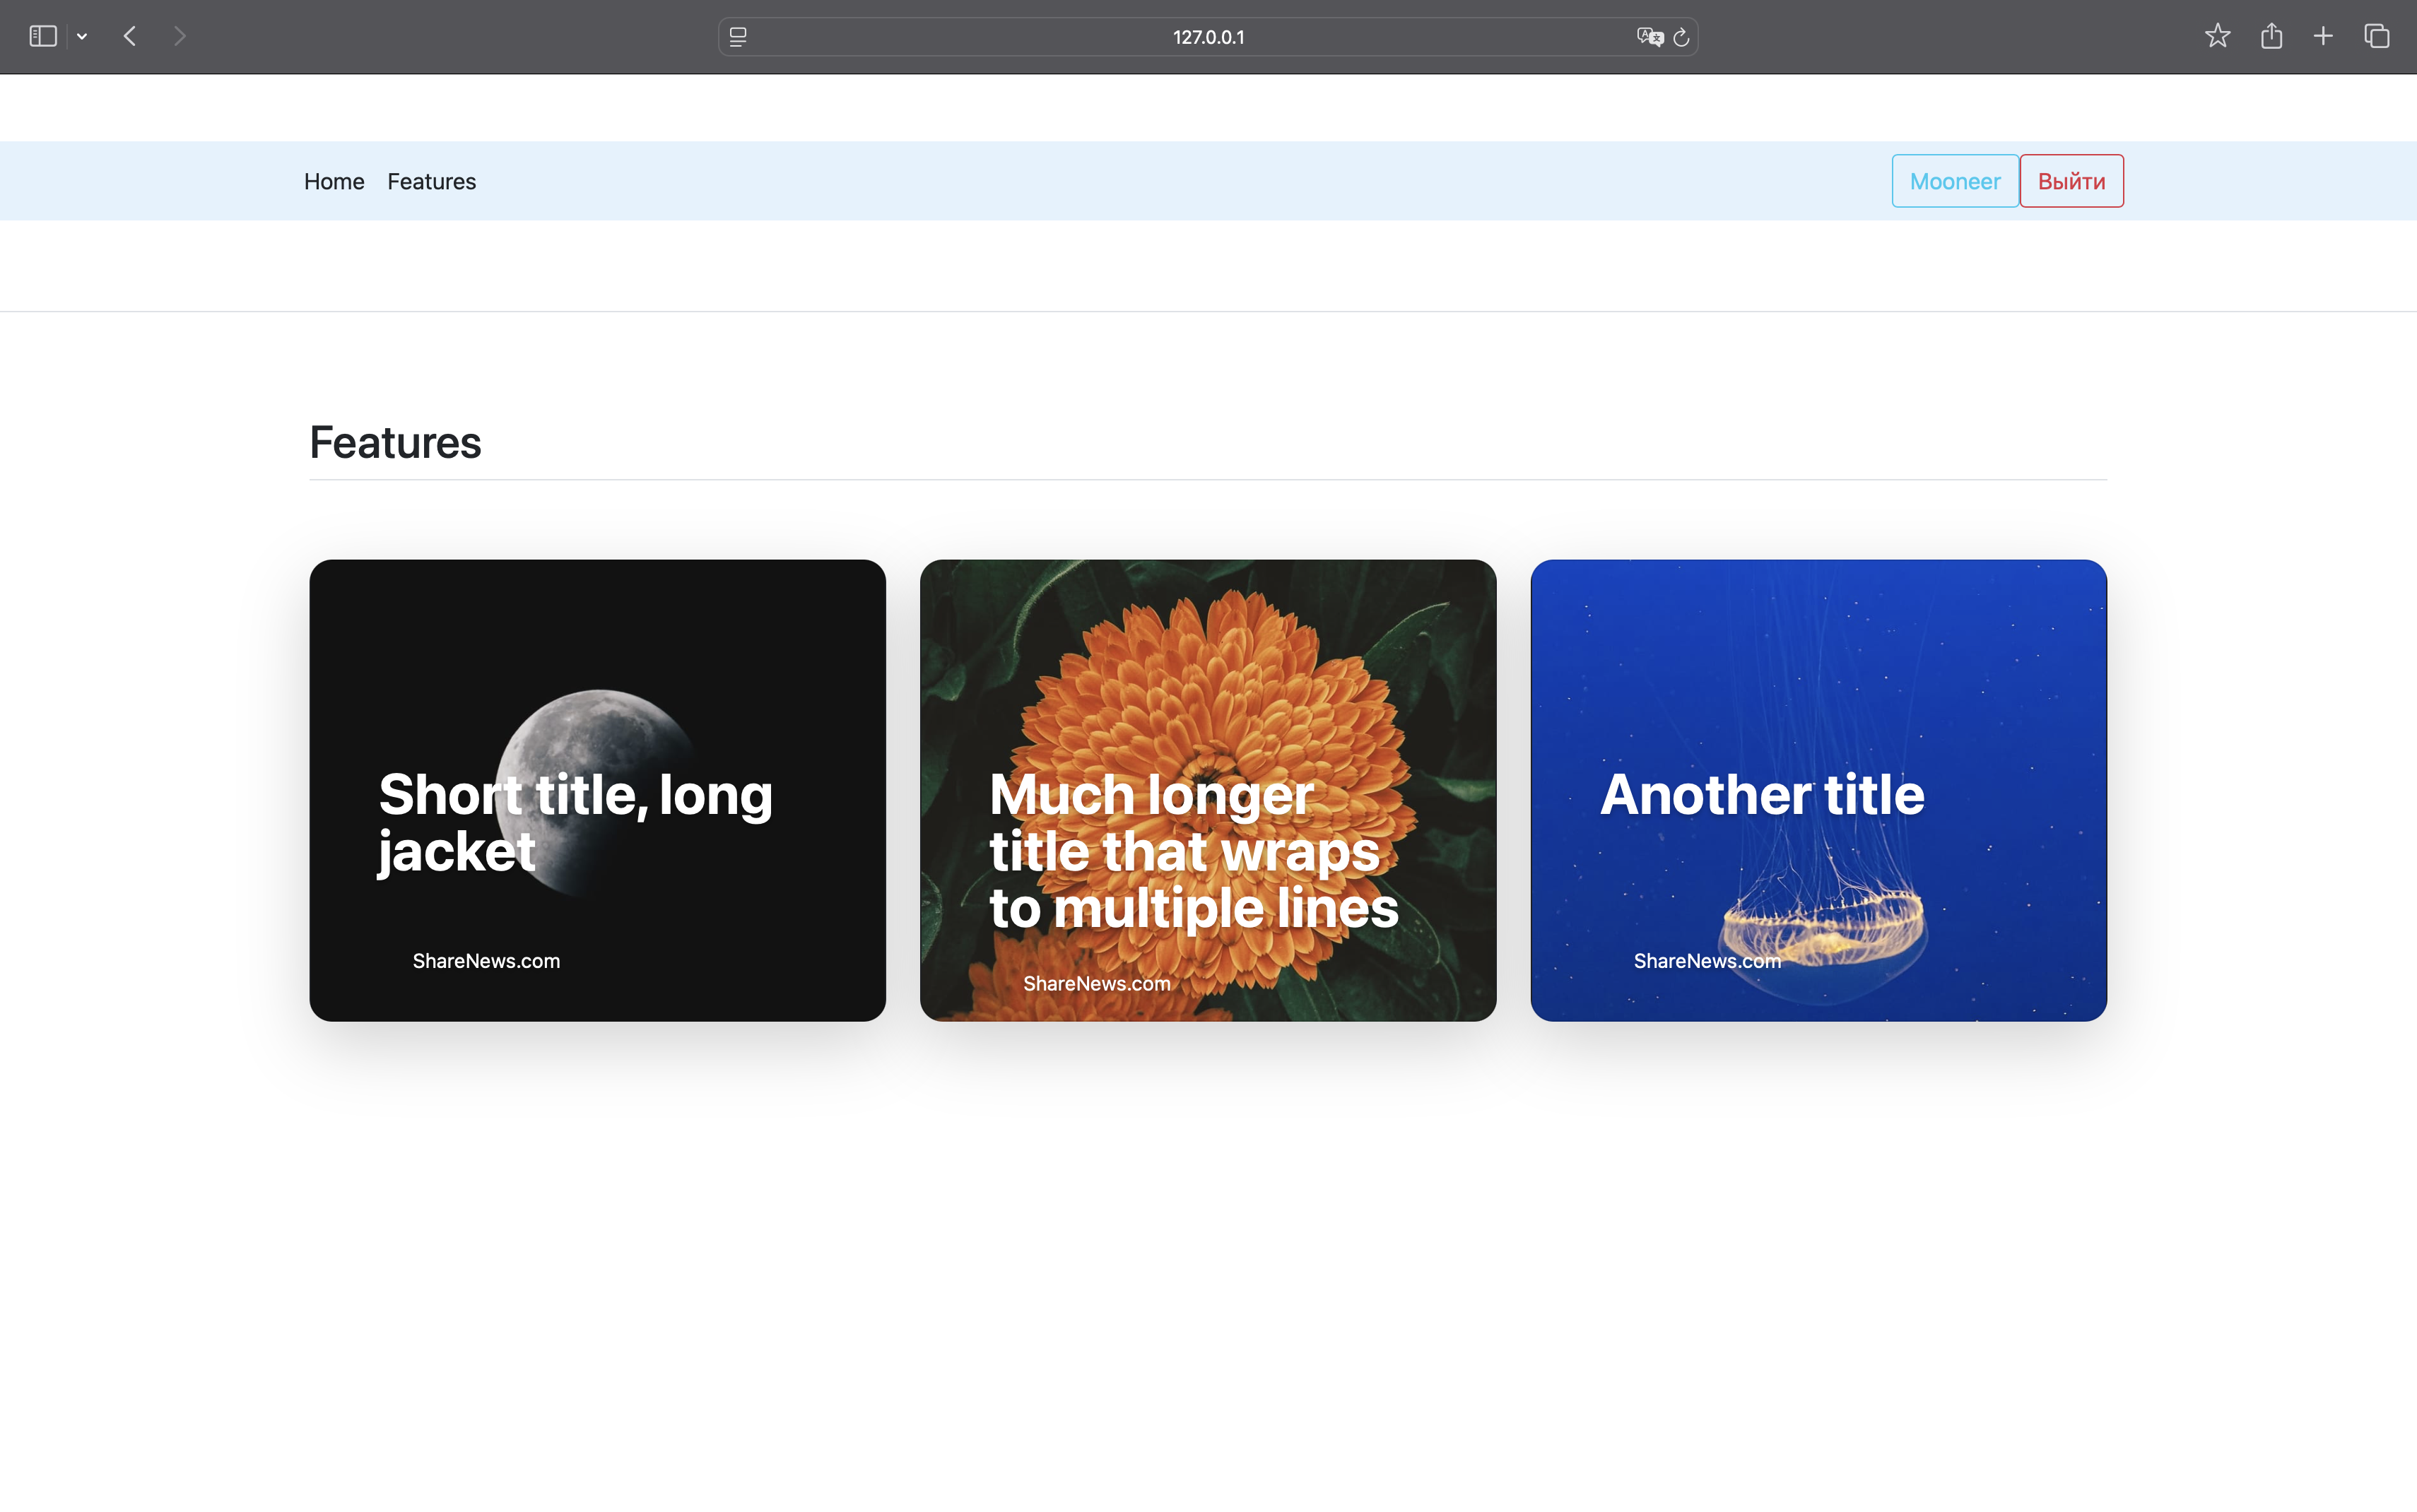 127.0.0.1
Home Features Mooneer Выйти
Features
Short title, long
jacket
ShareNews.com
Much longer
title that wraps
to multiple lines
ShareNews.com
Another title
ShareNews.com